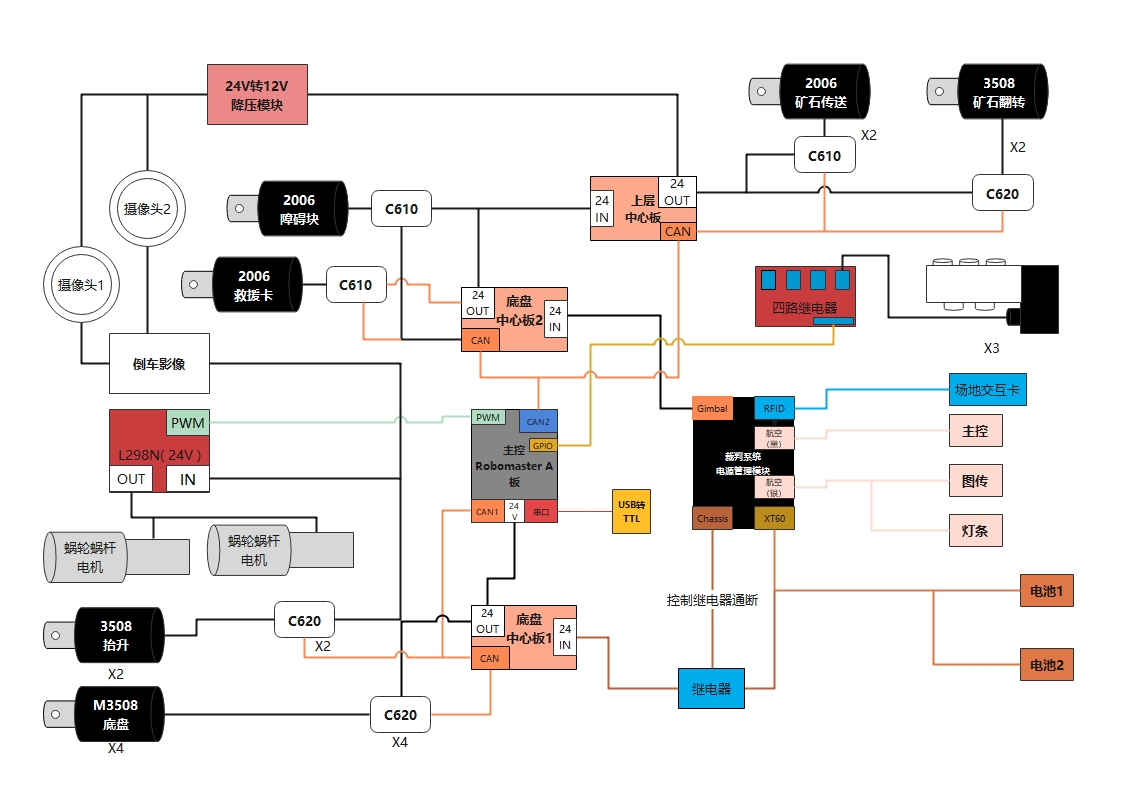 24V转12V
降压模块
2006
矿石传送
X2
3508
矿石翻转
X2
C610
C620
摄像头2
2006
障碍块
C610
24
IN
上层
中心板
24
OUT
CAN
摄像头1
2006
救援卡
C610
24
OUT
底盘
中心板2
24
IN
CAN
四路继电器
X3
倒车影像
PWM
L298N( 24V )
OUT
IN
PWM
CAN2
GPIO
主控
Robomaster A
板
CAN1
24
V
串口
USB转
TTL
Gimbal
RFID
航空
（黑）
裁判系统
电源管理模块
航空
（银）
Chassis
XT60
场地交互卡
主控
图传
灯条
蜗轮蜗杆
电机
蜗轮蜗杆
电机
控制继电器通断
电池1
电池2
3508
抬升
X2
C620
X2
24
OUT
底盘
中心板1
24
IN
CAN
继电器
M3508
底盘
X4
C620
X4